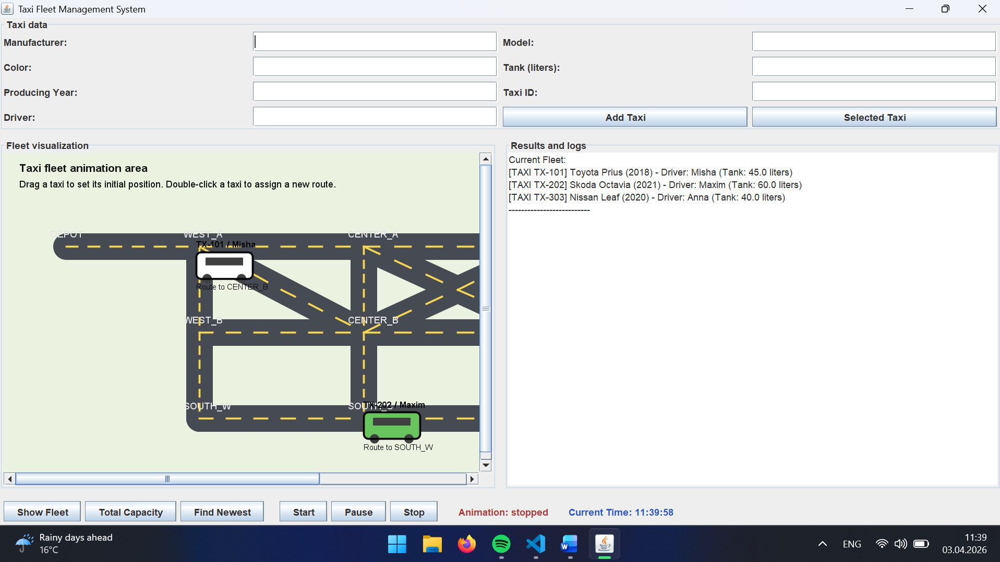 Taxi Fleet Management System
Taxi data
Manufacturer:
Model:
Color:
Tank (liters):
Producing Year:
Taxi ID:
Driver:
Add Taxi
Selected Taxi
Fleet visualization
Taxi fleet animation area
Drag a taxi to set its initial position. Double-click a taxi to assign a new route.
DEPOT
WEST_A
CENTER_A
TX-101 / Misha
Route to CENTER_B
WEST_B
CENTER_B
SOUTH_W
TX-202 / Maxim
Route to SOUTH_W
Results and logs
Current Fleet:
[TAXI TX-101] Toyota Prius (2018) - Driver: Misha (Tank: 45.0 liters)
[TAXI TX-202] Skoda Octavia (2021) - Driver: Maxim (Tank: 60.0 liters)
[TAXI TX-303] Nissan Leaf (2020) - Driver: Anna (Tank: 40.0 liters)
--------------------------
Show Fleet
Total Capacity
Find Newest
Start
Pause
Stop
Animation: stopped
Current Time: 11:39:58
Rainy days ahead
16°C
ENG
11:39
03.04.2026